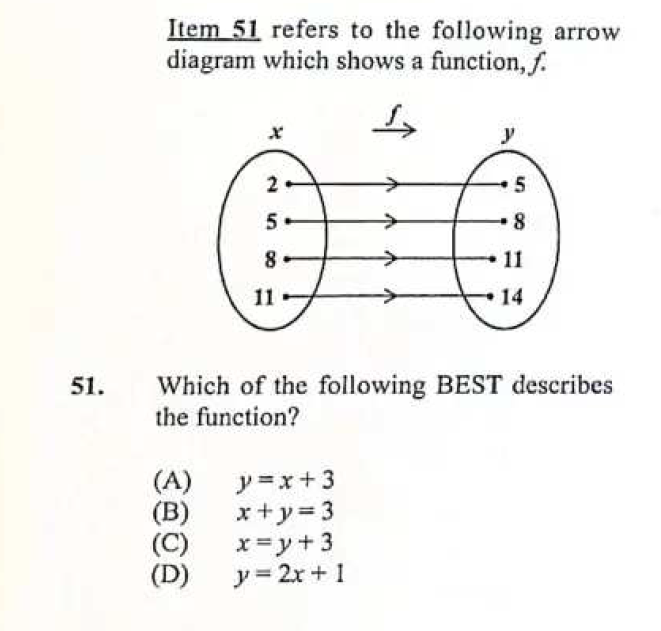 Item 51 refers to the following arrow
diagram which shows a function, f.
f
x
y
2
5
5
8
8
11
11
14
51. Which of the following BEST describes
the function?
(A) y = x + 3
(B) x + y = 3
(C) x = y + 3
(D) y = 2x + 1